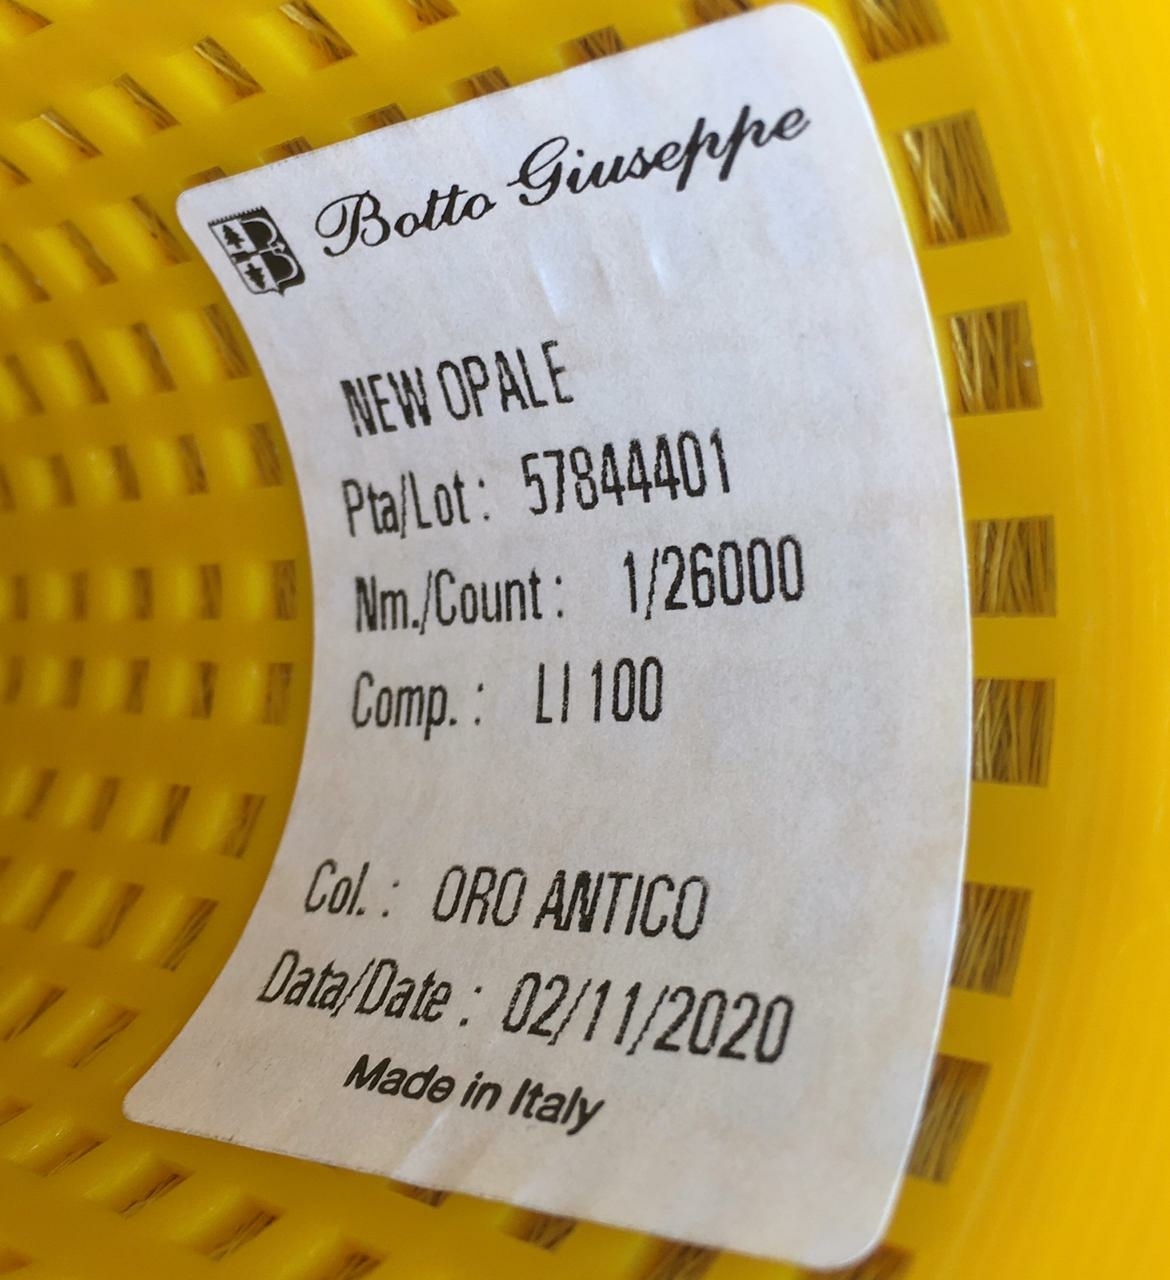 Botto Giuseppe
NEW OPALE
Pta/Lot : 57844401
Nm./Count : 1/26000
Comp. : LI 100
Col. : ORO ANTICO
Data/Date : 02/11/2020
Made in Italy